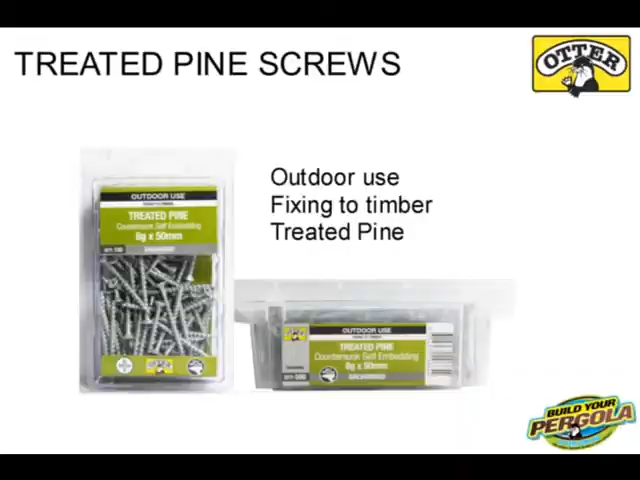 TREATED PINE SCREWS
OTTER
Outdoor use
Fixing to timber
Treated Pine
OUTDOOR USE
TREATED PINE
Countersunk Self Embedding
8g x 50mm
OUTDOOR USE
TREATED PINE
Countersunk Self Embedding
8g x 50mm
BUILD YOUR
PERGOLA